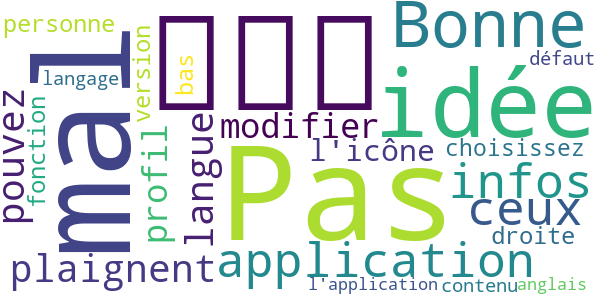 personne
version
bas
langage
fonction
pouvez
mal
profil
langue
modifier
Bonne
défaut
idée
Pas
l'icône
choisissez
infos
ceux
droite
plaignent
application
l'application
contenu
anglais